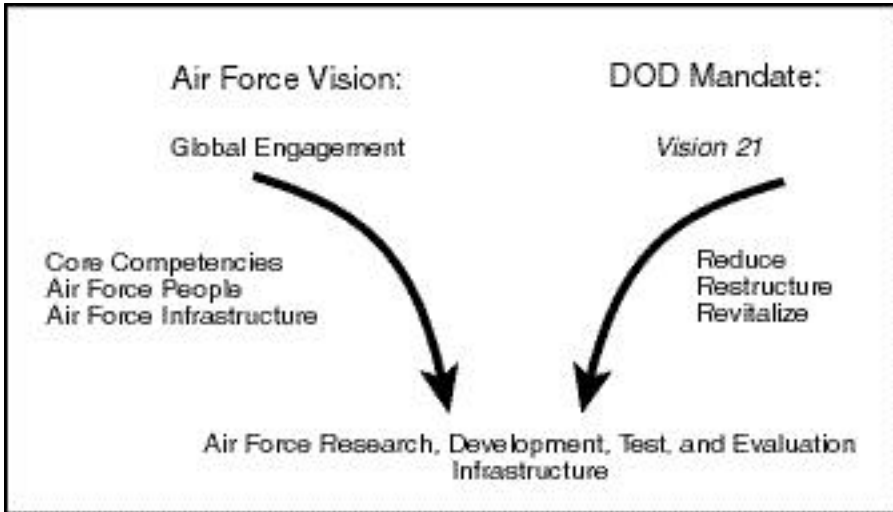 Air Force Vision:
DOD Mandate:
Global Engagement
Vision 21
Core Competencies
Air Force People
Air Force Infrastructure
Reduce
Restructure
Revitalize
Air Force Research, Development, Test, and Evaluation
Infrastructure